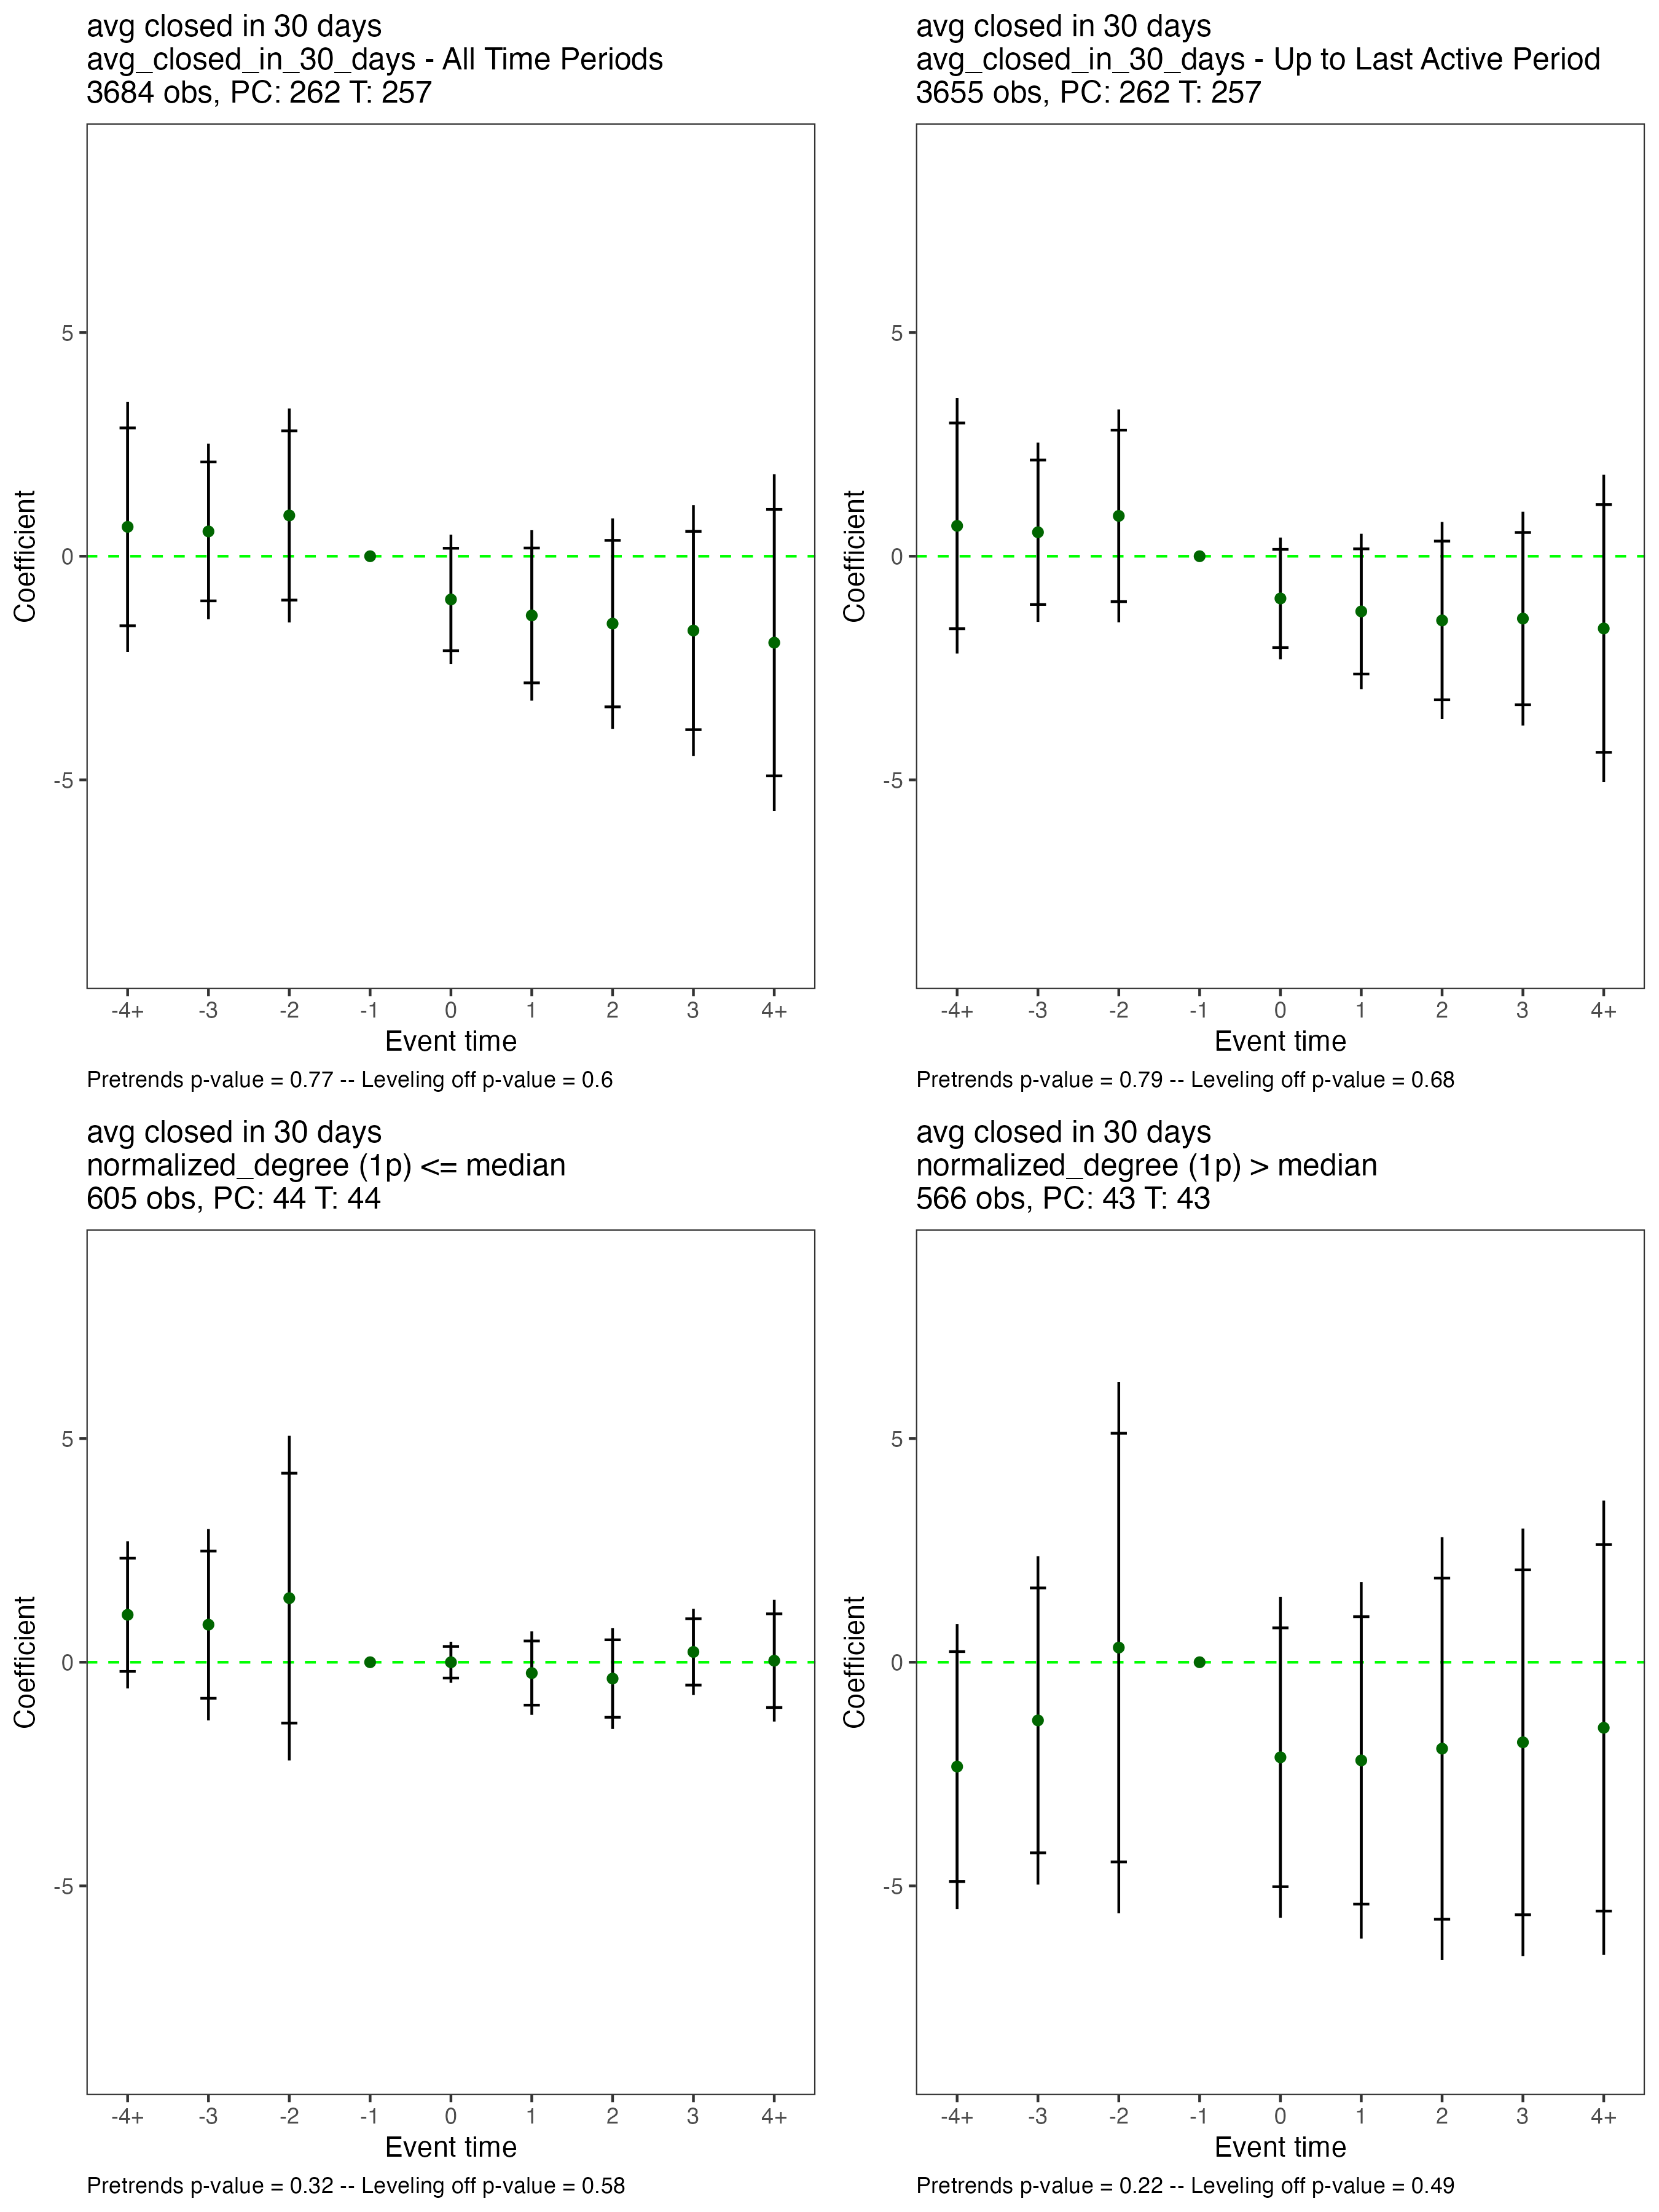 avg closed in 30 days
avg_closed_in_30_days - All Time Periods
3684 obs, PC: 262 T: 257
5
0
-5
Coefficient
-4+ -3 -2 -1 0 1 2 3 4+
Event time
Pretrends p-value = 0.77 -- Leveling off p-value = 0.6
avg closed in 30 days
avg_closed_in_30_days - Up to Last Active Period
3655 obs, PC: 262 T: 257
5
0
-5
Coefficient
-4+ -3 -2 -1 0 1 2 3 4+
Event time
Pretrends p-value = 0.79 -- Leveling off p-value = 0.68
avg closed in 30 days
normalized_degree (1p) <= median
605 obs, PC: 44 T: 44
5
0
-5
Coefficient
-4+ -3 -2 -1 0 1 2 3 4+
Event time
Pretrends p-value = 0.32 -- Leveling off p-value = 0.58
avg closed in 30 days
normalized_degree (1p) > median
566 obs, PC: 43 T: 43
5
0
-5
Coefficient
-4+ -3 -2 -1 0 1 2 3 4+
Event time
Pretrends p-value = 0.22 -- Leveling off p-value = 0.49